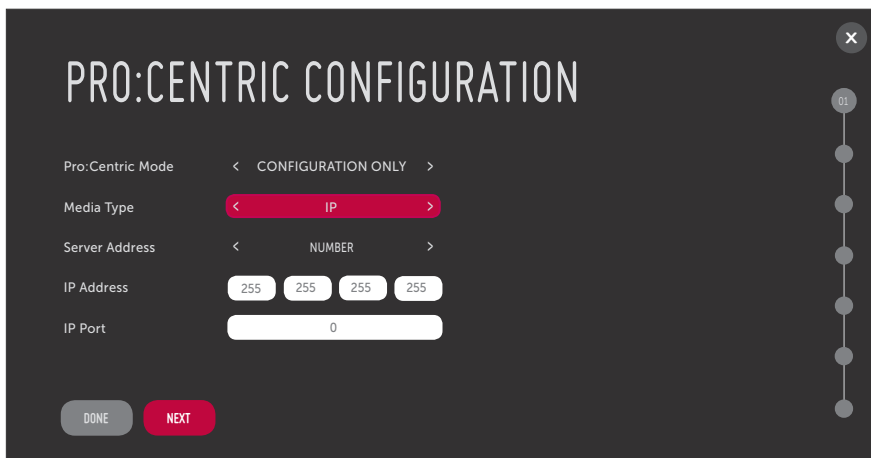 X
PRO:CENTRIC CONFIGURATION
01
Pro:Centric Mode < CONFIGURATION ONLY >
Media Type < IP >
Server Address < NUMBER >
IP Address 255 255 255 255
IP Port 0
DONE NEXT